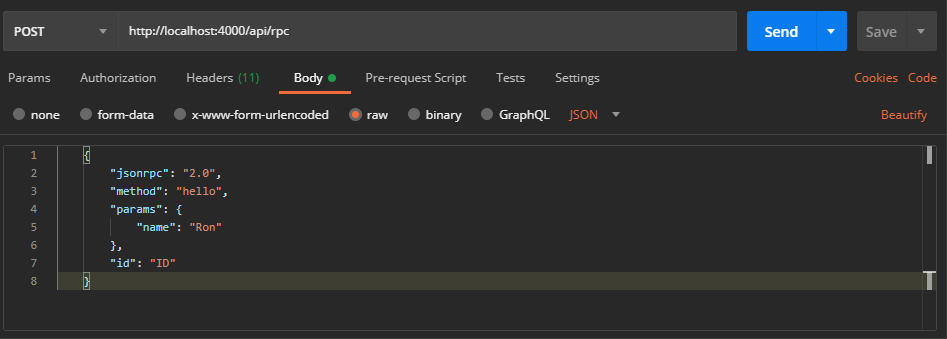 POST http://localhost:4000/api/rpc Send Save
Params Authorization Headers (11) Body Pre-request Script Tests Settings Cookies Code
none form-data x-www-form-urlencoded raw binary GraphQL JSON Beautify
1 {
2 "jsonrpc": "2.0",
3 "method": "hello",
4 "params": {
5 "name": "Ron"
6 },
7 "id": "ID"
8 }